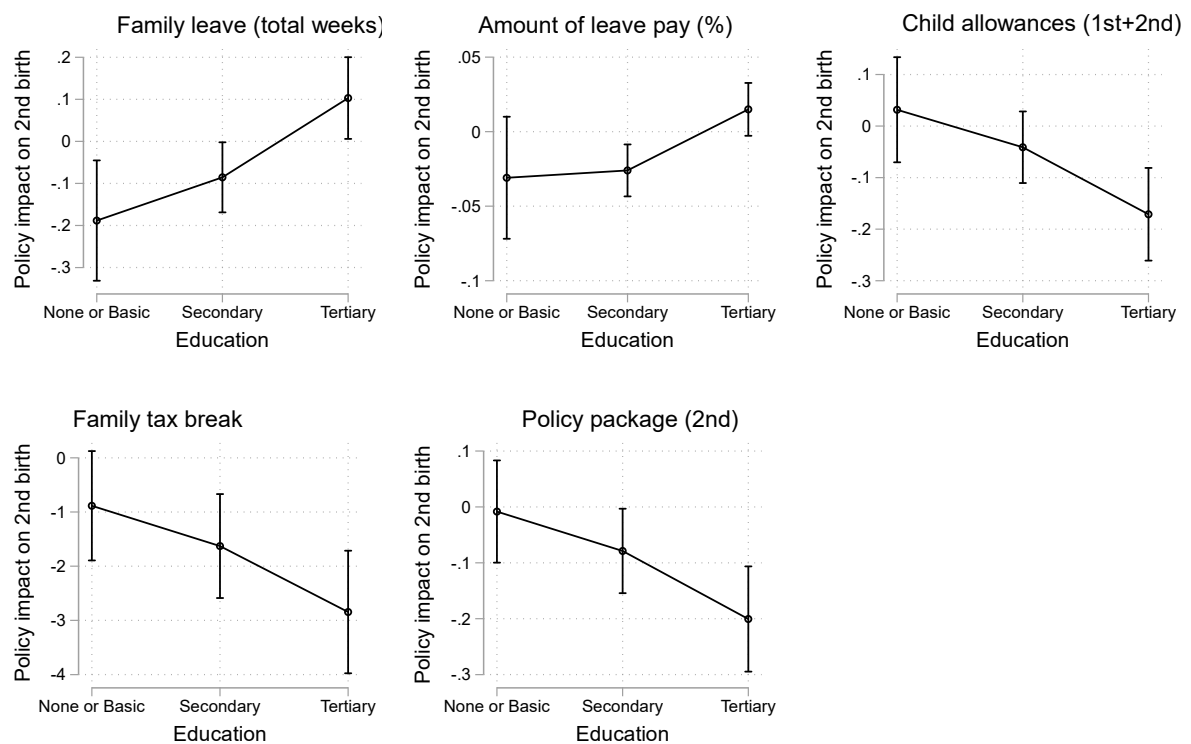 Family leave (total weeks)
Policy impact on 2nd birth
.2
.1
0
-.1
-.2
-.3
None or Basic Secondary Tertiary
Education
Amount of leave pay (%)
Policy impact on 2nd birth
.05
0
-.05
-.1
None or Basic Secondary Tertiary
Education
Child allowances (1st+2nd)
Policy impact on 2nd birth
.1
0
-.1
-.2
-.3
None or Basic Secondary Tertiary
Education
Family tax break
Policy impact on 2nd birth
0
-1
-2
-3
-4
None or Basic Secondary Tertiary
Education
Policy package (2nd)
Policy impact on 2nd birth
.1
0
-.1
-.2
-.3
None or Basic Secondary Tertiary
Education